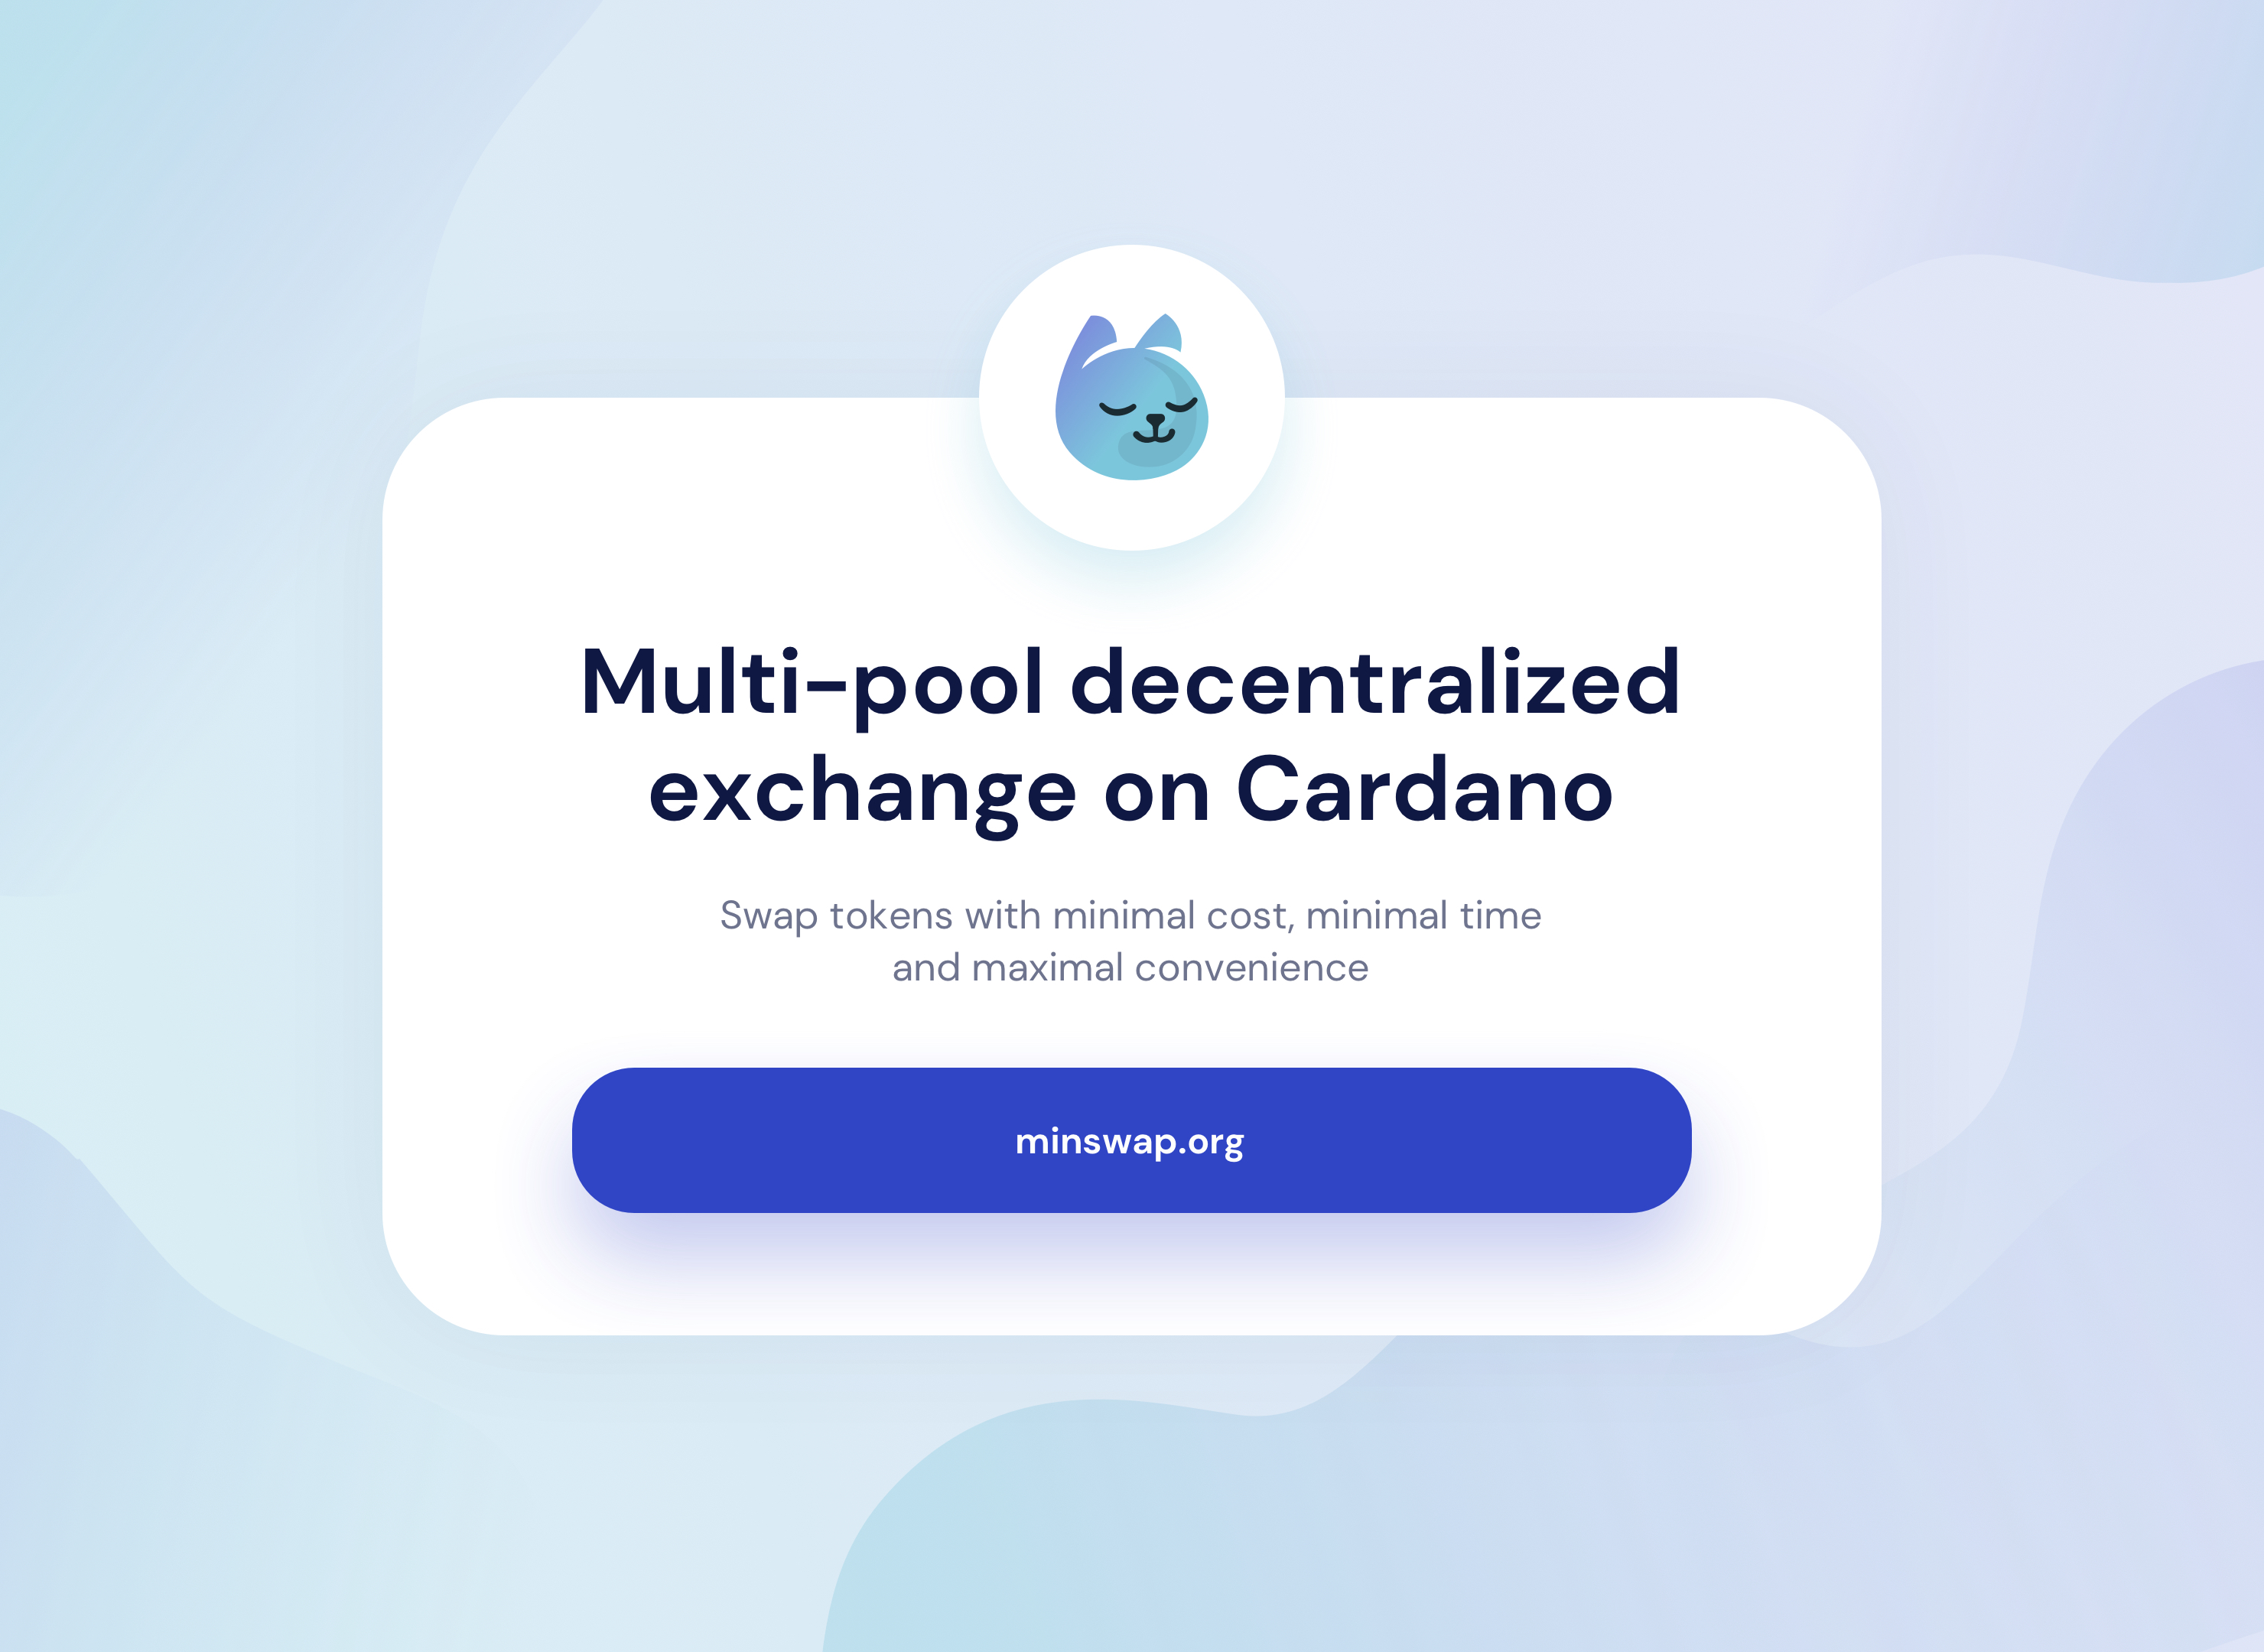 Multi-pool decentralized
exchange on Cardano
Swap tokens with minimal cost, minimal time
and maximal convenience
minswap.org